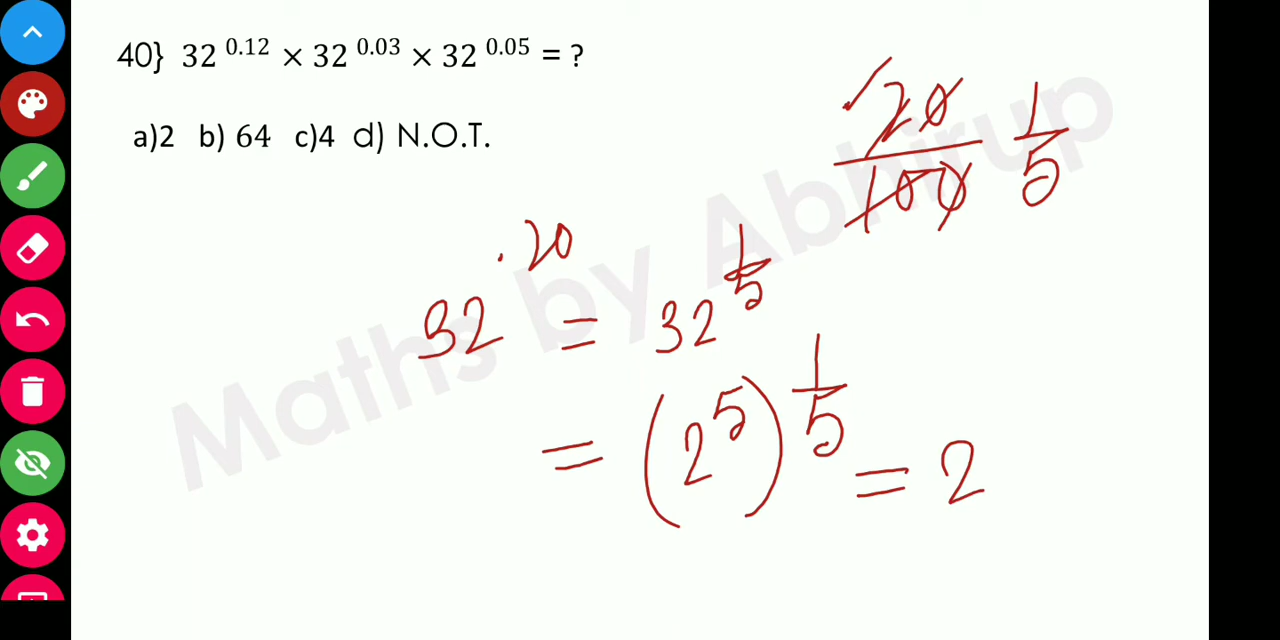 40} 32^0.12 × 32^0.03 × 32^0.05 = ?
a)2 b) 64 c)4 d) N.O.T.
20/100 1/5
32^.20 = 32^1/5
= (2^5)^1/5 = 2
Maths by Abhirup